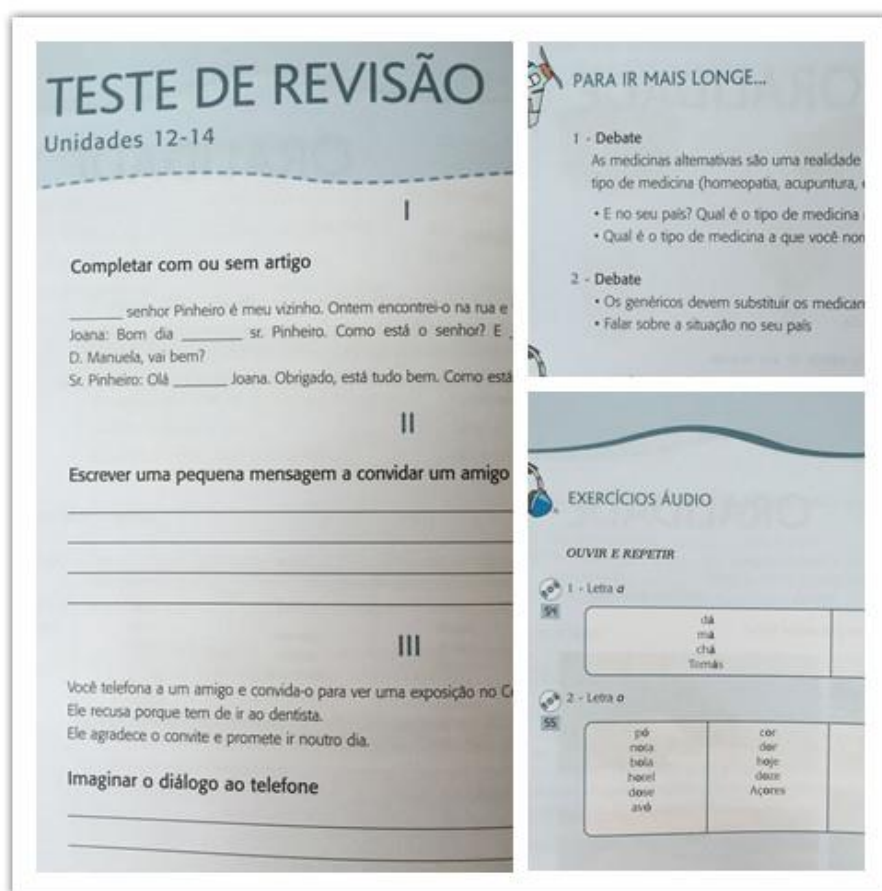 TESTE DE REVISÃO
Unidades 12-14
I
Completar com ou sem artigo
_______ senhor Pinheiro é meu vizinho. Ontem encontrei-o na rua e
Joana: Bom dia ________ sr. Pinheiro. Como está o senhor? E
D. Manuela, vai bem?
Sr. Pinheiro: Olá _______ Joana. Obrigado, está tudo bem. Como está
II
Escrever uma pequena mensagem a convidar um amigo
III
Você telefona a um amigo e convida-o para ver uma exposição no
Ele recusa porque tem de ir ao dentista.
Ele agradece o convite e promete ir noutro dia.
Imaginar o diálogo ao telefone
PARA IR MAIS LONGE...
1 - Debate
As medicinas alternativas são uma realidade
tipo de medicina (homeopatia, acupuntura,
• E no seu país? Qual é o tipo de medicina
• Qual é o tipo de medicina a que você
2 - Debate
• Os genéricos devem substituir os
• Falar sobre a situação no seu país
EXERCÍCIOS ÁUDIO
OUVIR E REPETIR
1 - Letra a
54
dá
má
chá
Tomás
2 - Letra o
55
pó
nota
bola
hotel
dose
avó
cor
dor
hoje
doze
Açores